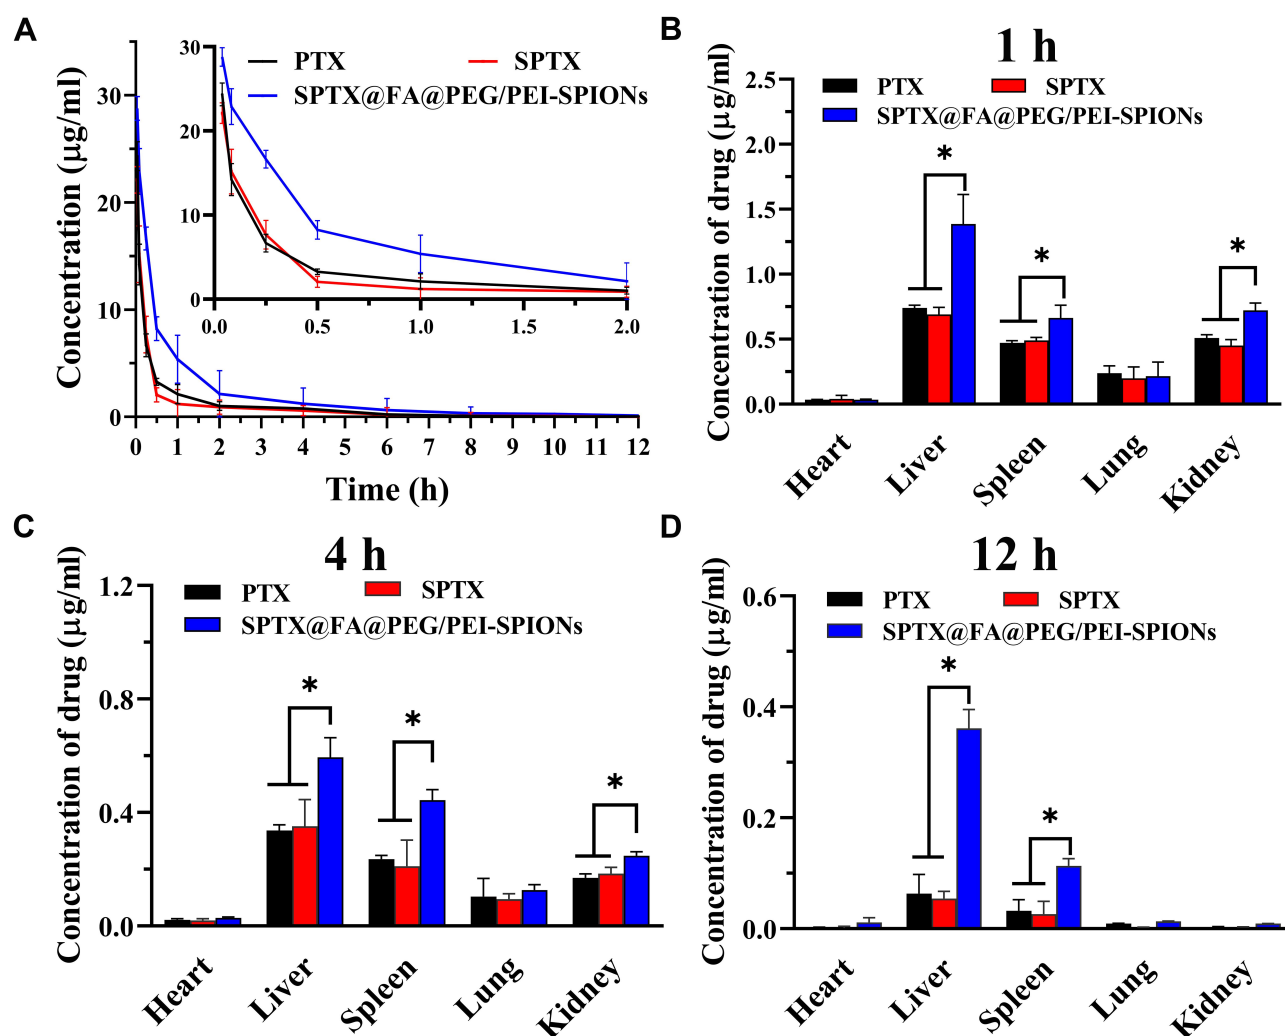 A
Concentration (µg/ml)
30
20
10
0
0 1 2 3 4 5 6 7 8 9 10 11 12
Time (h)
30
20
10
0
0.0 0.5 1.0 1.5 2.0
PTX SPTX
SPTX@FA@PEG/PEI-SPIONs
B
1 h
Concentration of drug (µg/ml)
2.5
2.0
1.5
1.0
0.5
0.0
PTX SPTX
SPTX@FA@PEG/PEI-SPIONs
* * *
Heart Liver Spleen Lung Kidney
C
4 h
Concentration of drug (µg/ml)
1.2
0.8
0.4
0.0
PTX SPTX
SPTX@FA@PEG/PEI-SPIONs
* * *
Heart Liver Spleen Lung Kidney
D
12 h
Concentration of drug (µg/ml)
0.6
0.4
0.2
0.0
PTX SPTX
SPTX@FA@PEG/PEI-SPIONs
* *
Heart Liver Spleen Lung Kidney